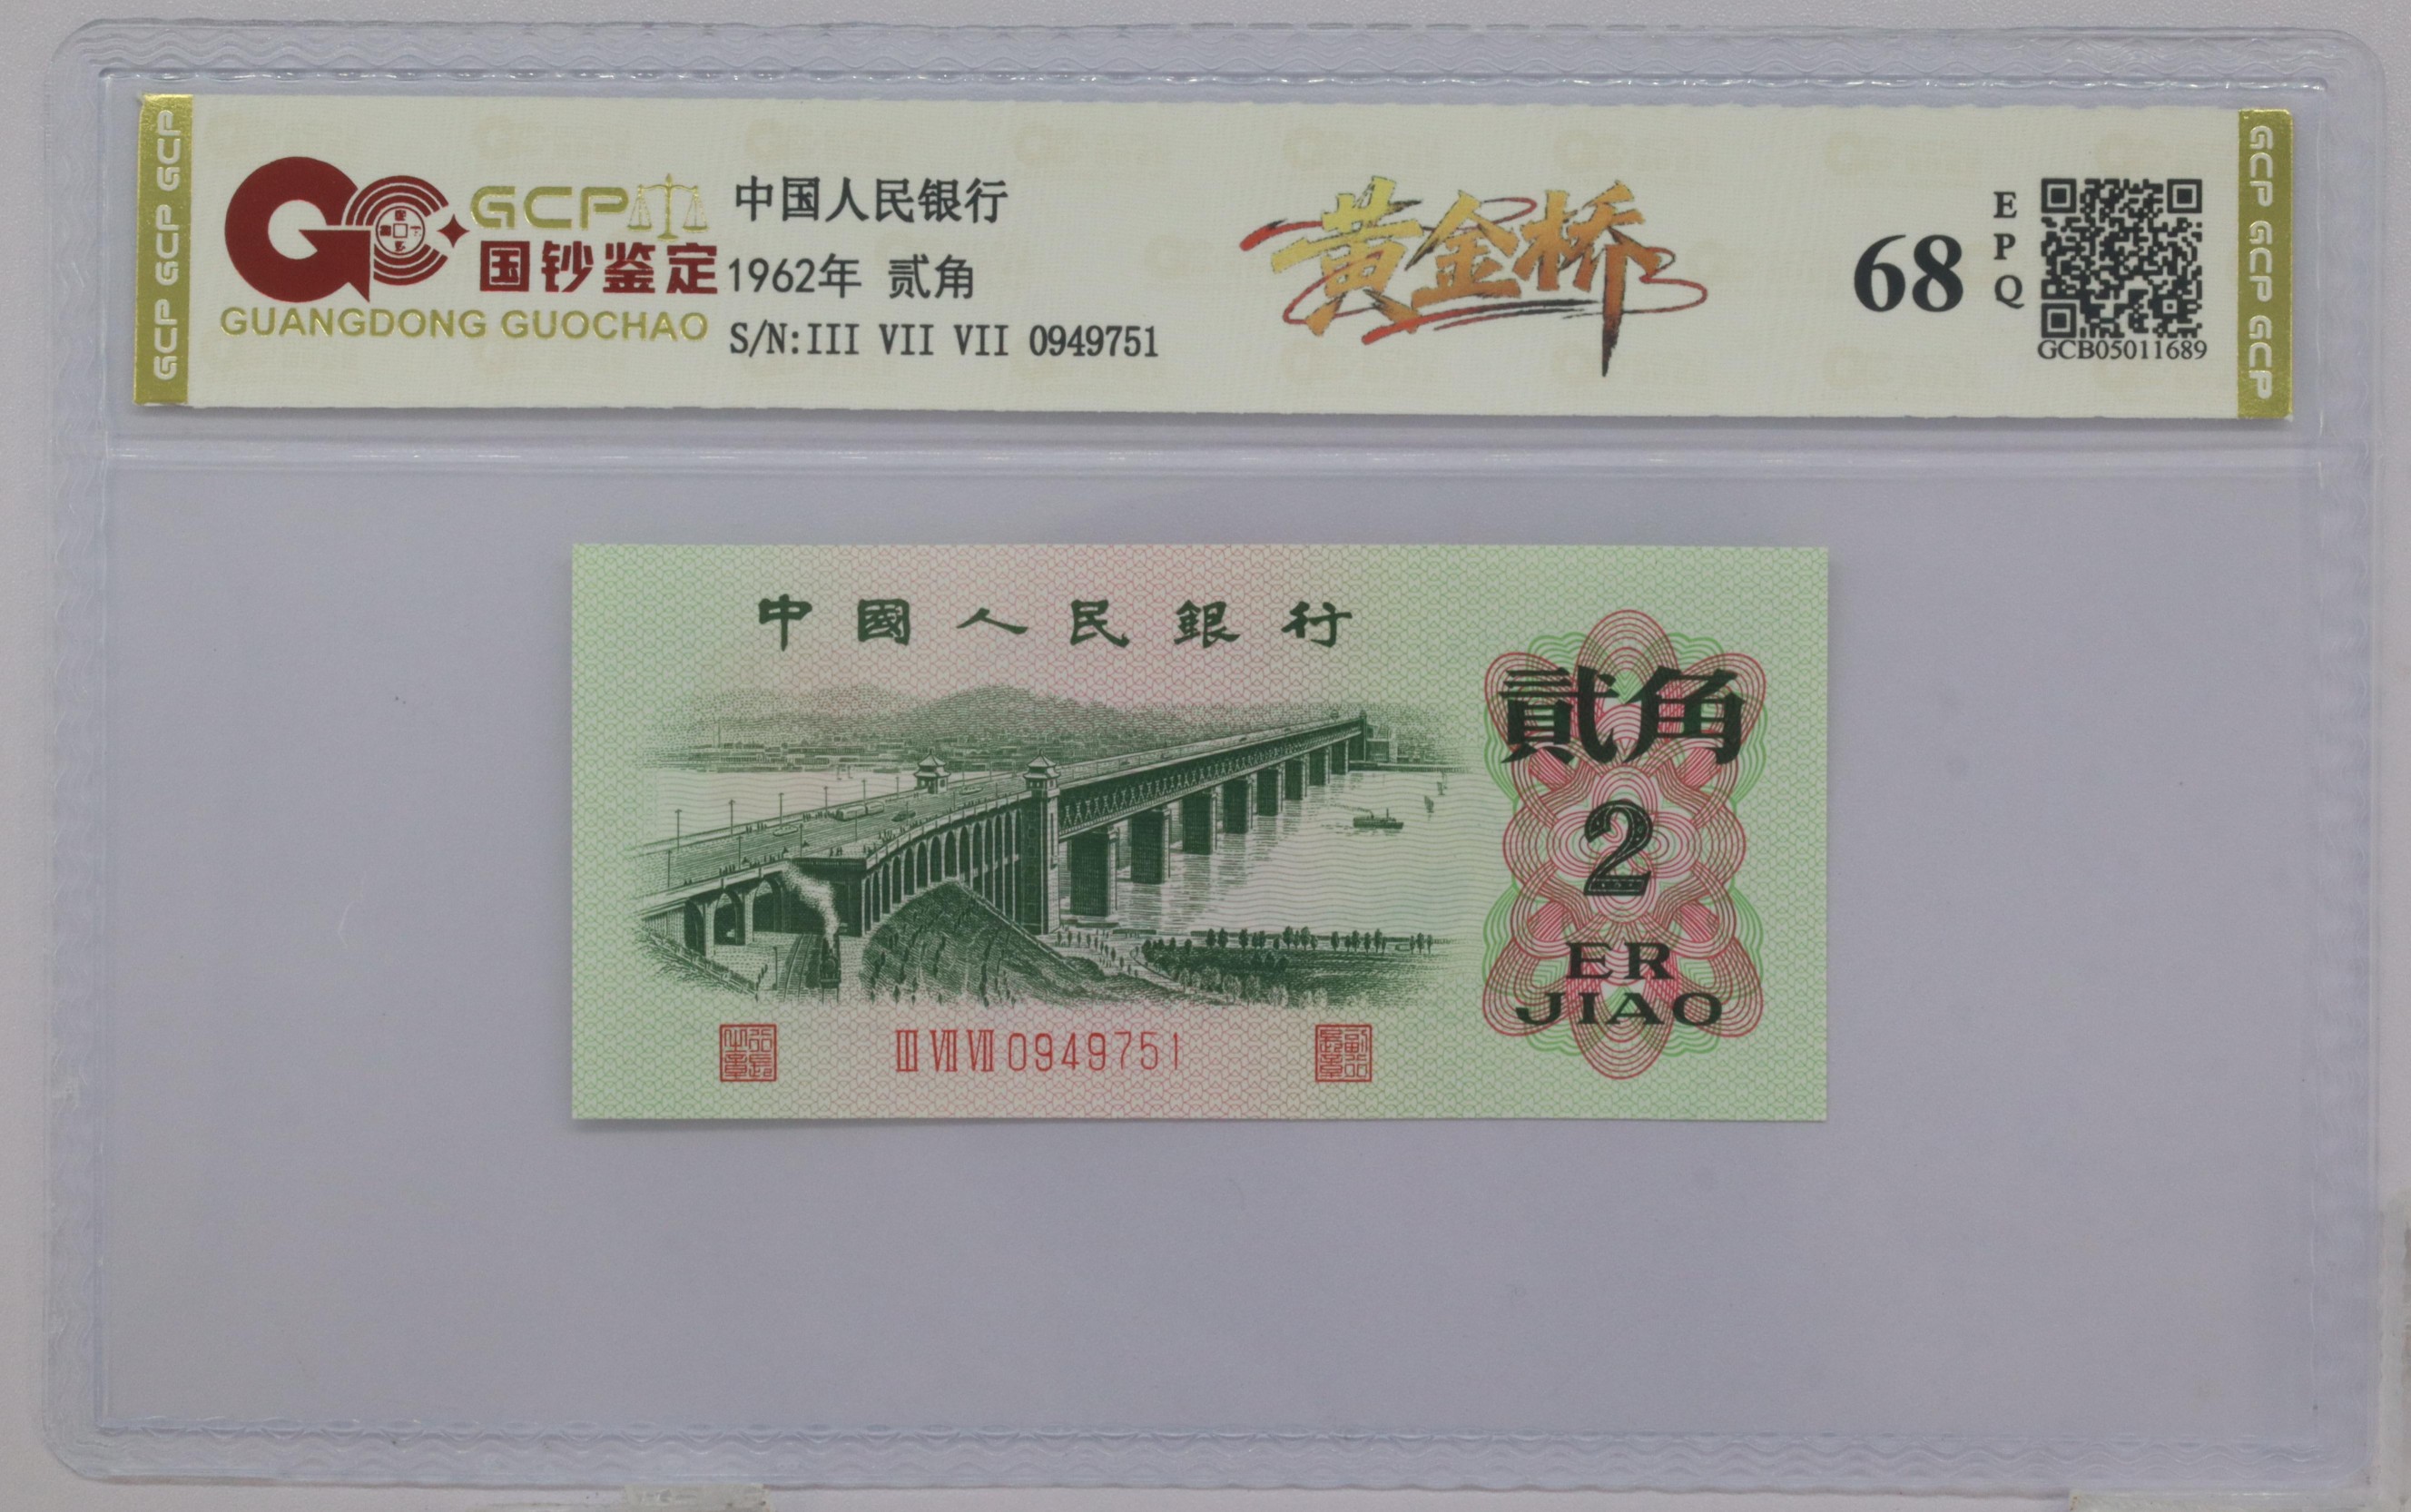 GCP GCP GCP
GCP
国钞鉴定
GUANGDONG GUOCHAO
中国人民银行
1962年 贰角
S/N:III VII VII 0949751
黄金桥
68
EPQ
GCB05011689
GCP GCP GCP
中國人民銀行
貳角
2
ER
JIAO
III VII VII 0949751